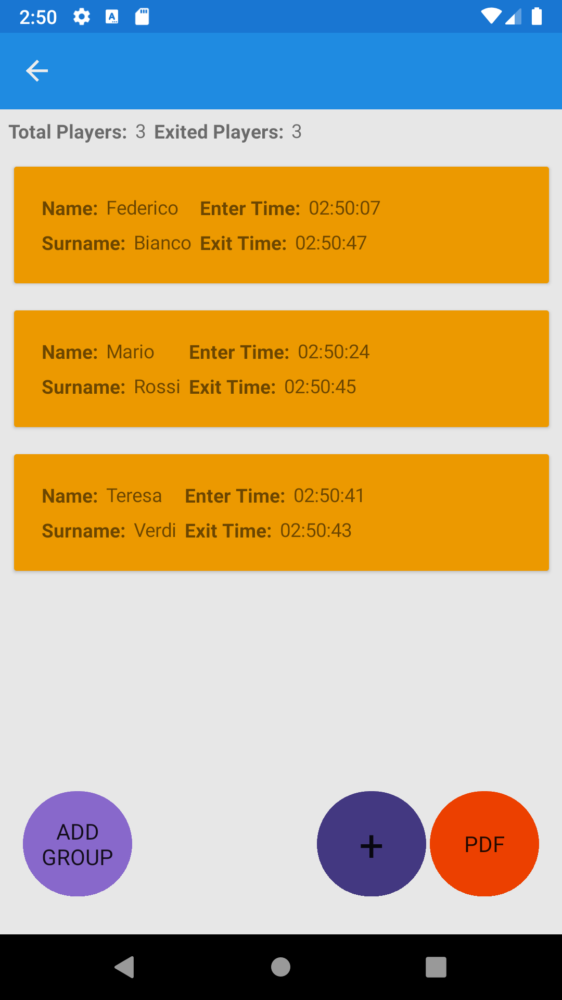 2:50
Total Players: 3 Exited Players: 3
Name: Federico Enter Time: 02:50:07
Surname: Bianco Exit Time: 02:50:47
Name: Mario Enter Time: 02:50:24
Surname: Rossi Exit Time: 02:50:45
Name: Teresa Enter Time: 02:50:41
Surname: Verdi Exit Time: 02:50:43
ADD
GROUP
+
PDF